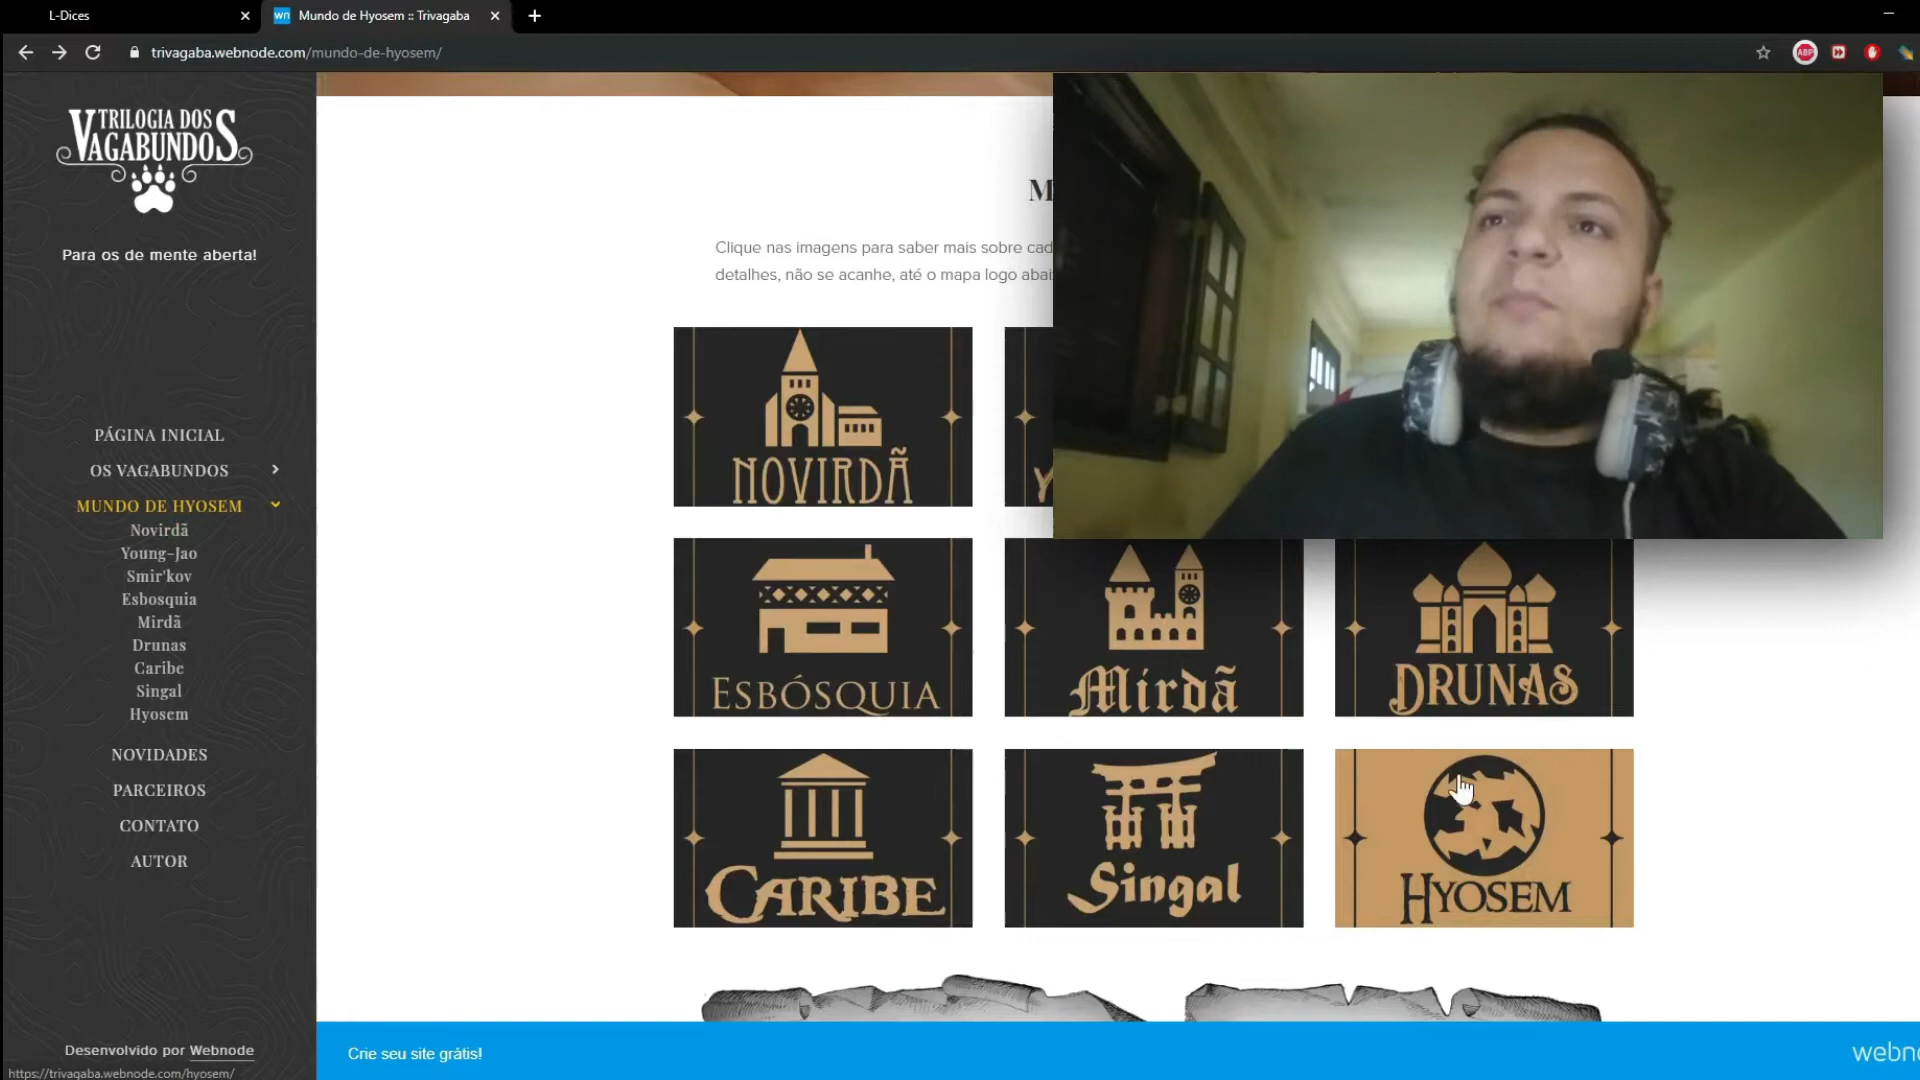 L-Dices
wn
Mundo de Hyosem :: Trivagaba
trivagaba.webnode.com/mundo-de-hyosem/
ABP
TRILOGIA DOS
VAGABUNDOS
Para os de mente aberta!
PÁGINA INICIAL
OS VAGABUNDOS
MUNDO DE HYOSEM
Novirdã
Young-Jao
Smir'kov
Esbosquia
Mirdã
Drunas
Caribe
Singal
Hyosem
NOVIDADES
PARCEIROS
CONTATO
AUTOR
Desenvolvido por Webnode
https://trivagaba.webnode.com/hyosem/
M
Clique nas imagens para saber mais sobre cad
detalhes, não se acanhe, até o mapa logo abai
NOVIRDÃ
Y
ESBÓSQUIA
Mirdã
DRUNAS
CARIBE
Singal
HYOSEM
Crie seu site grátis!
webno